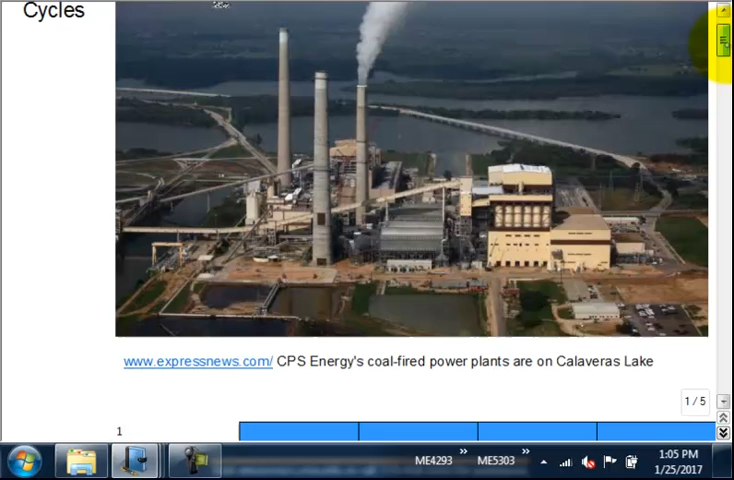 Cycles
www.expressnews.com/ CPS Energy's coal-fired power plants are on Calaveras Lake
1 / 5
1
ME4293 » ME5303 »
1:05 PM
1/25/2017